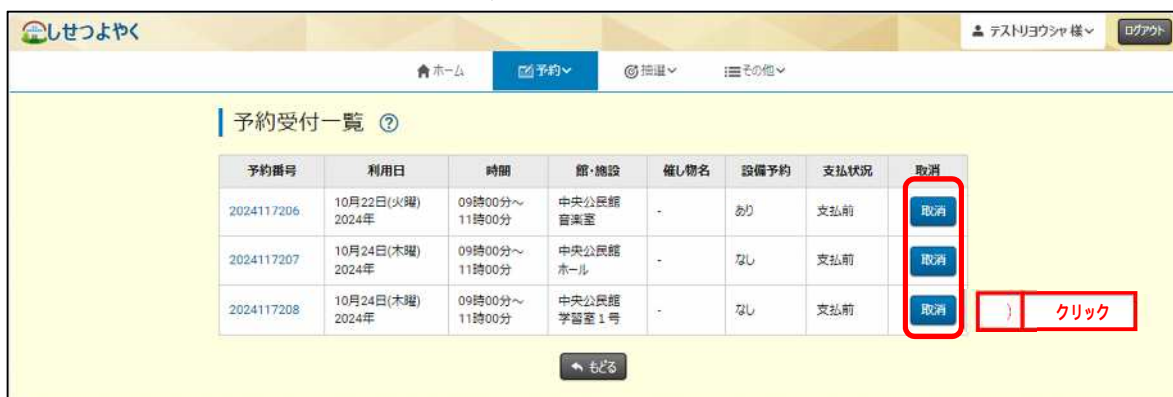 しせつよやく
テストリヨウシャ 様
ログアウト
ホーム 予約 抽選 その他
予約受付一覧 ?
予約番号 利用日 時間 館・施設 催し物名 設備予約 支払状況 取消
2024117206 10月22日(火曜) 09時00分～ 中央公民館 - あり 支払前 取消
2024年 11時00分 音楽室
2024117207 10月24日(木曜) 09時00分～ 中央公民館 - なし 支払前 取消
2024年 11時00分 ホール
2024117208 10月24日(木曜) 09時00分～ 中央公民館 - なし 支払前 取消
2024年 11時00分 学習室1号
) クリック
もどる